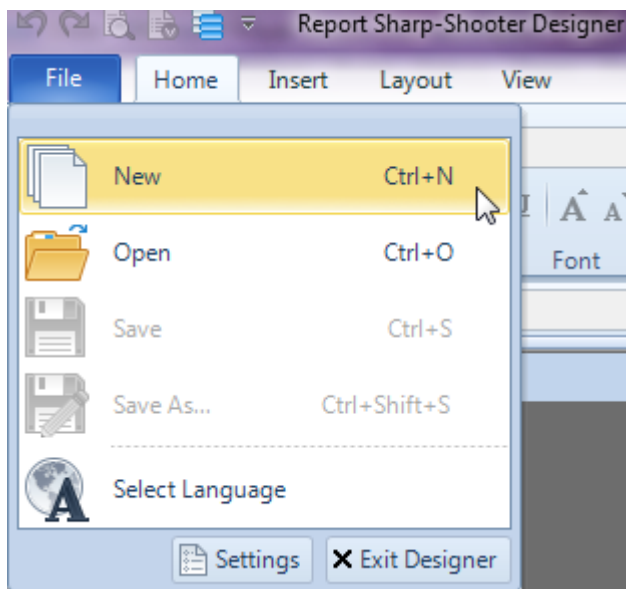 Report Sharp-Shooter Designer
File Home Insert Layout View
New Ctrl+N
Open Ctrl+O
Save Ctrl+S
Save As... Ctrl+Shift+S
Select Language
Settings Exit Designer
A A
Font